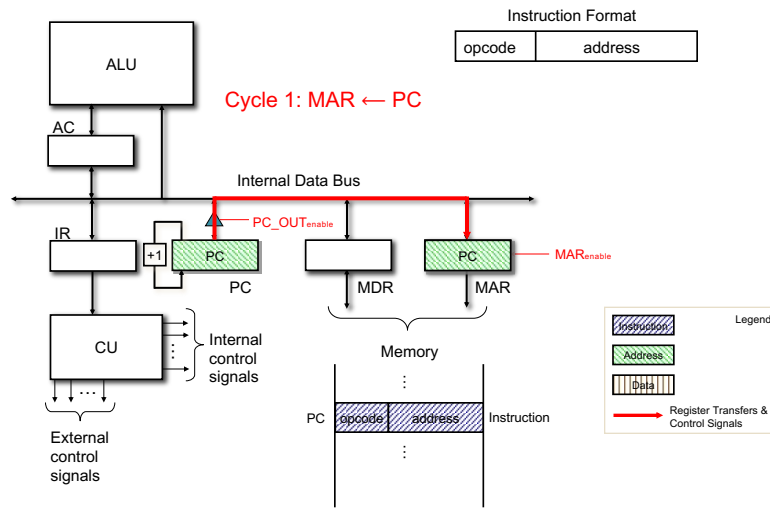 Instruction Format
opcode address
ALU
Cycle 1: MAR ← PC
AC
Internal Data Bus
PC_OUTenable
IR
+1
PC
PC
MARenable
PC
MDR
MAR
CU
Internal
control
signals
Memory
...
External
control
signals
...
PC
opcode address
Instruction
...
Legend
Instruction
Address
Data
Register Transfers &
Control Signals